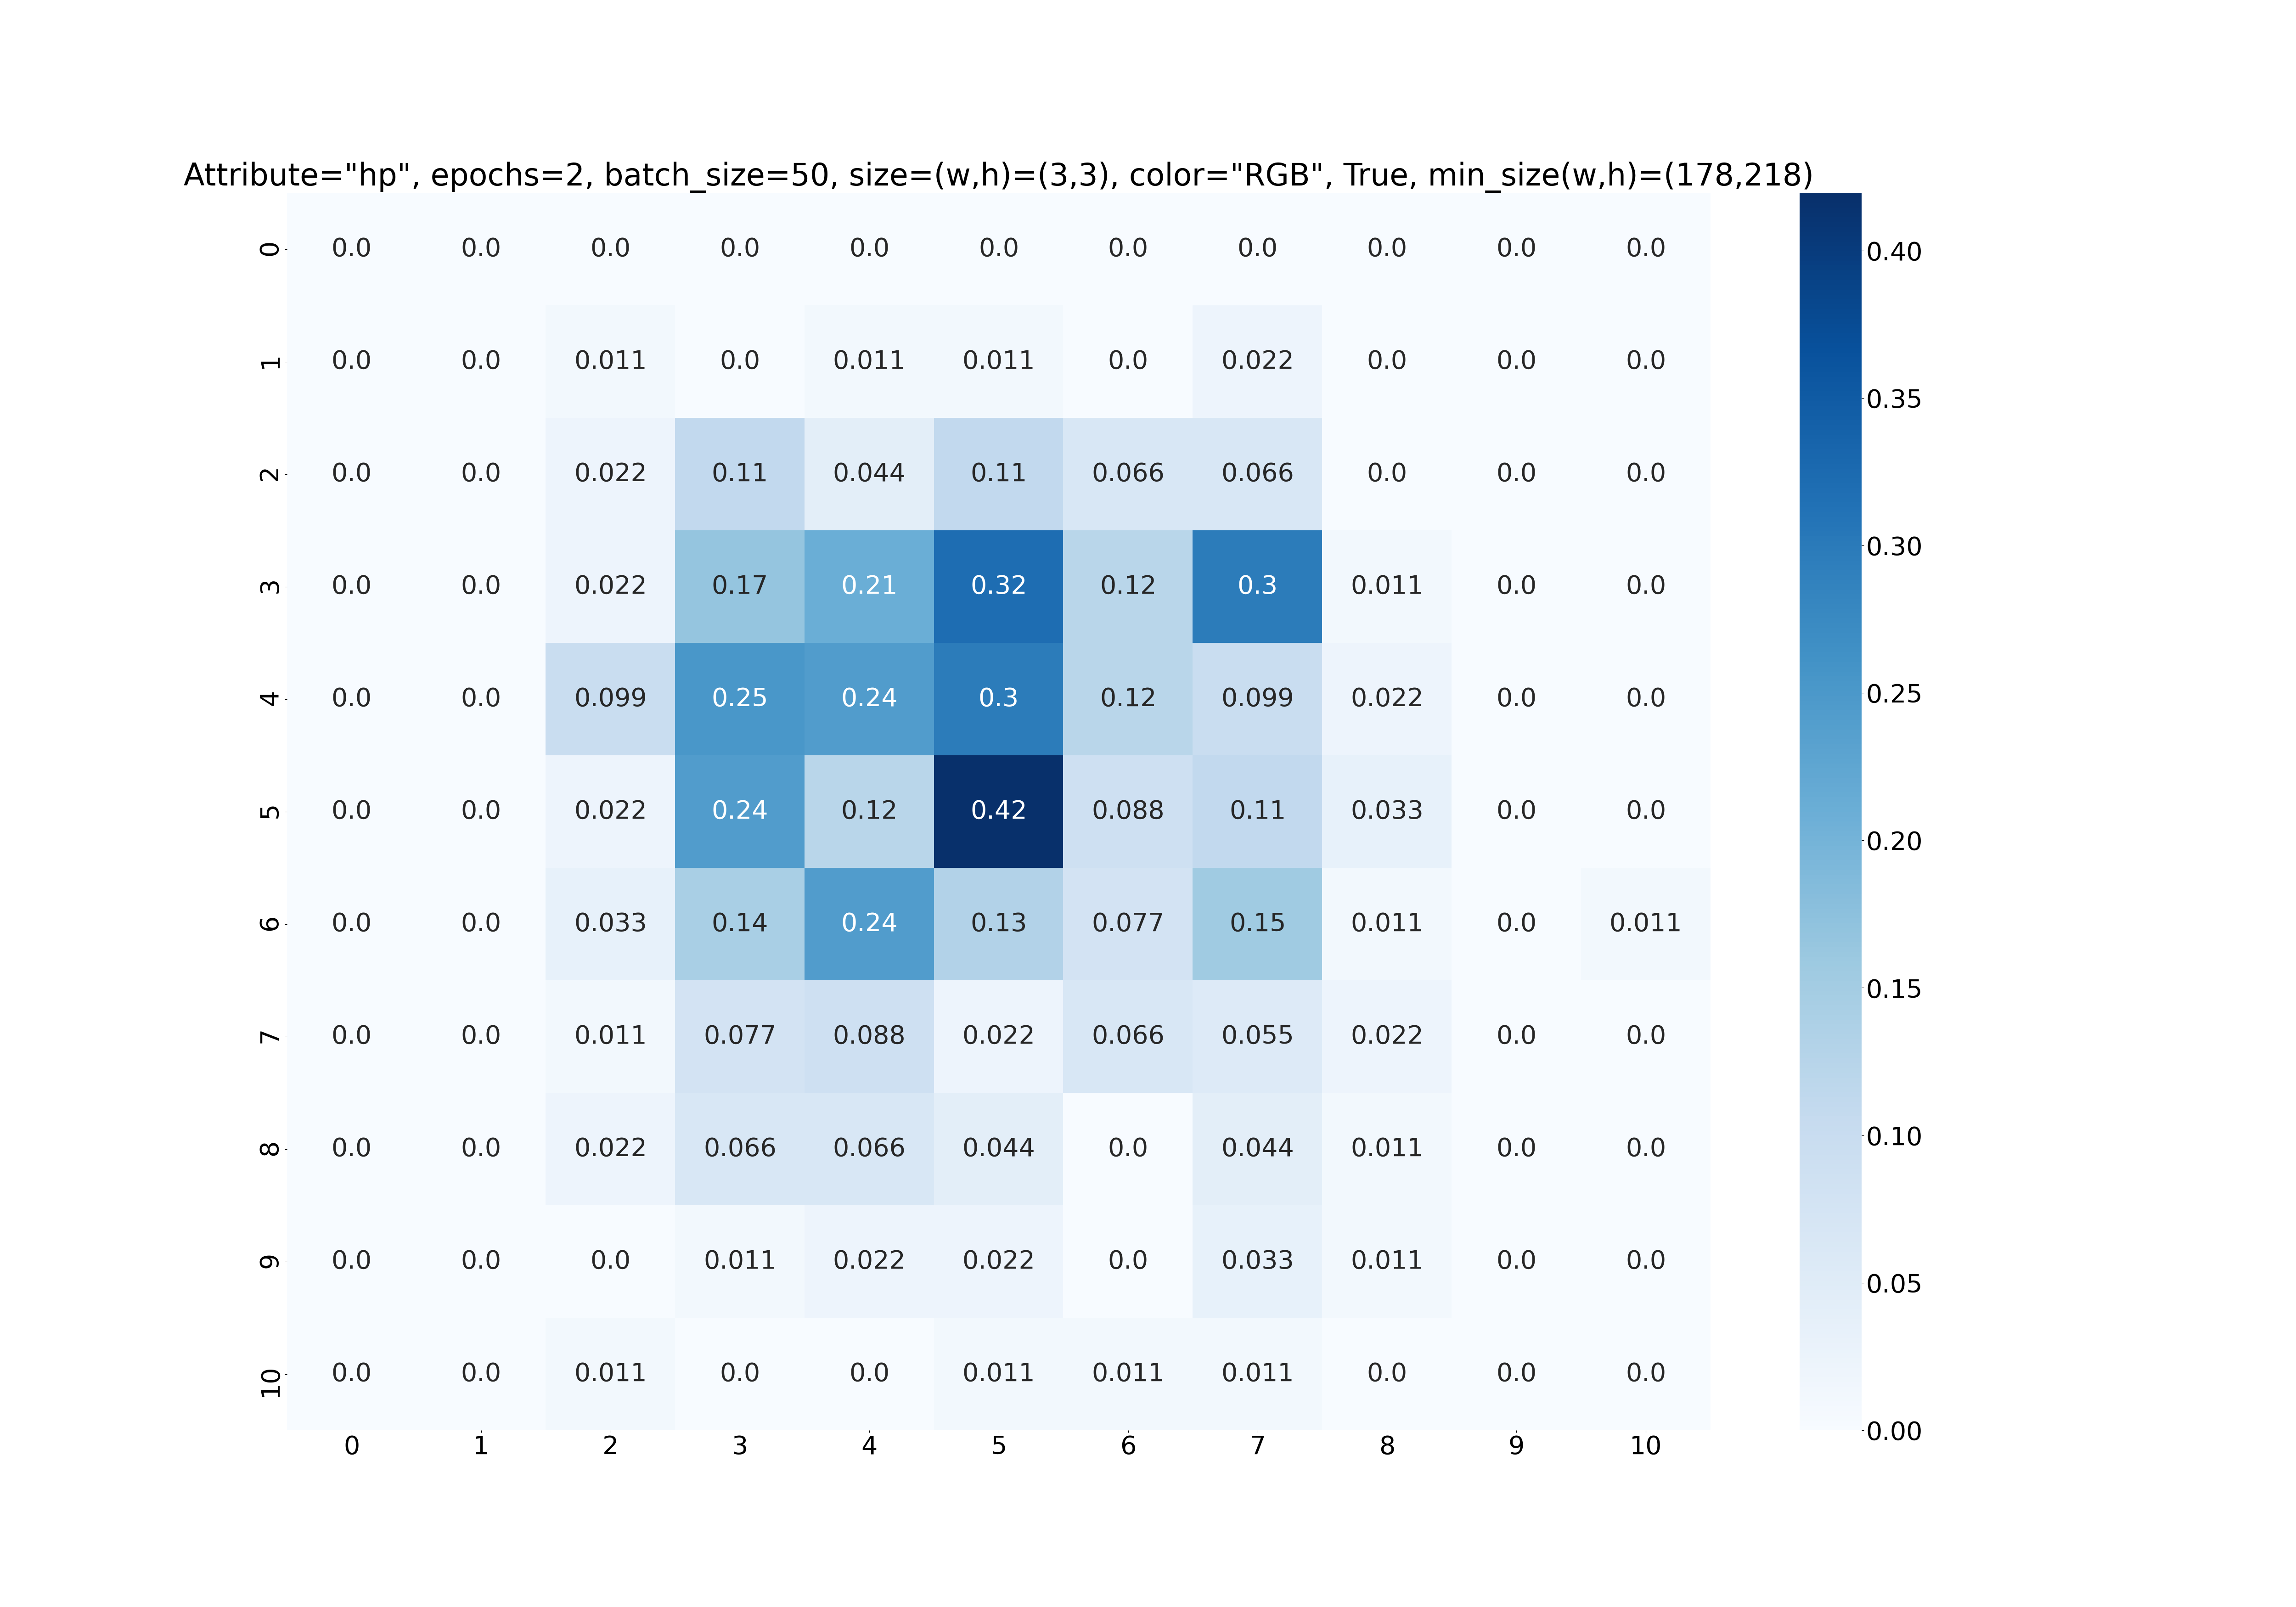 Attribute="hp", epochs=2, batch_size=50, size=(w,h)=(3,3), color="RGB", True, min_size(w,h)=(178,218)
0 0.0 0.0 0.0 0.0 0.0 0.0 0.0 0.0 0.0 0.0 0.0
1 0.0 0.0 0.011 0.0 0.011 0.011 0.0 0.022 0.0 0.0 0.0
2 0.0 0.0 0.022 0.11 0.044 0.11 0.066 0.066 0.0 0.0 0.0
3 0.0 0.0 0.022 0.17 0.21 0.32 0.12 0.3 0.011 0.0 0.0
4 0.0 0.0 0.099 0.25 0.24 0.3 0.12 0.099 0.022 0.0 0.0
5 0.0 0.0 0.022 0.24 0.12 0.42 0.088 0.11 0.033 0.0 0.0
6 0.0 0.0 0.033 0.14 0.24 0.13 0.077 0.15 0.011 0.0 0.011
7 0.0 0.0 0.011 0.077 0.088 0.022 0.066 0.055 0.022 0.0 0.0
8 0.0 0.0 0.022 0.066 0.066 0.044 0.0 0.044 0.011 0.0 0.0
9 0.0 0.0 0.0 0.011 0.022 0.022 0.0 0.033 0.011 0.0 0.0
10 0.0 0.0 0.011 0.0 0.0 0.011 0.011 0.011 0.0 0.0 0.0
0 1 2 3 4 5 6 7 8 9 10
0.40
0.35
0.30
0.25
0.20
0.15
0.10
0.05
0.00